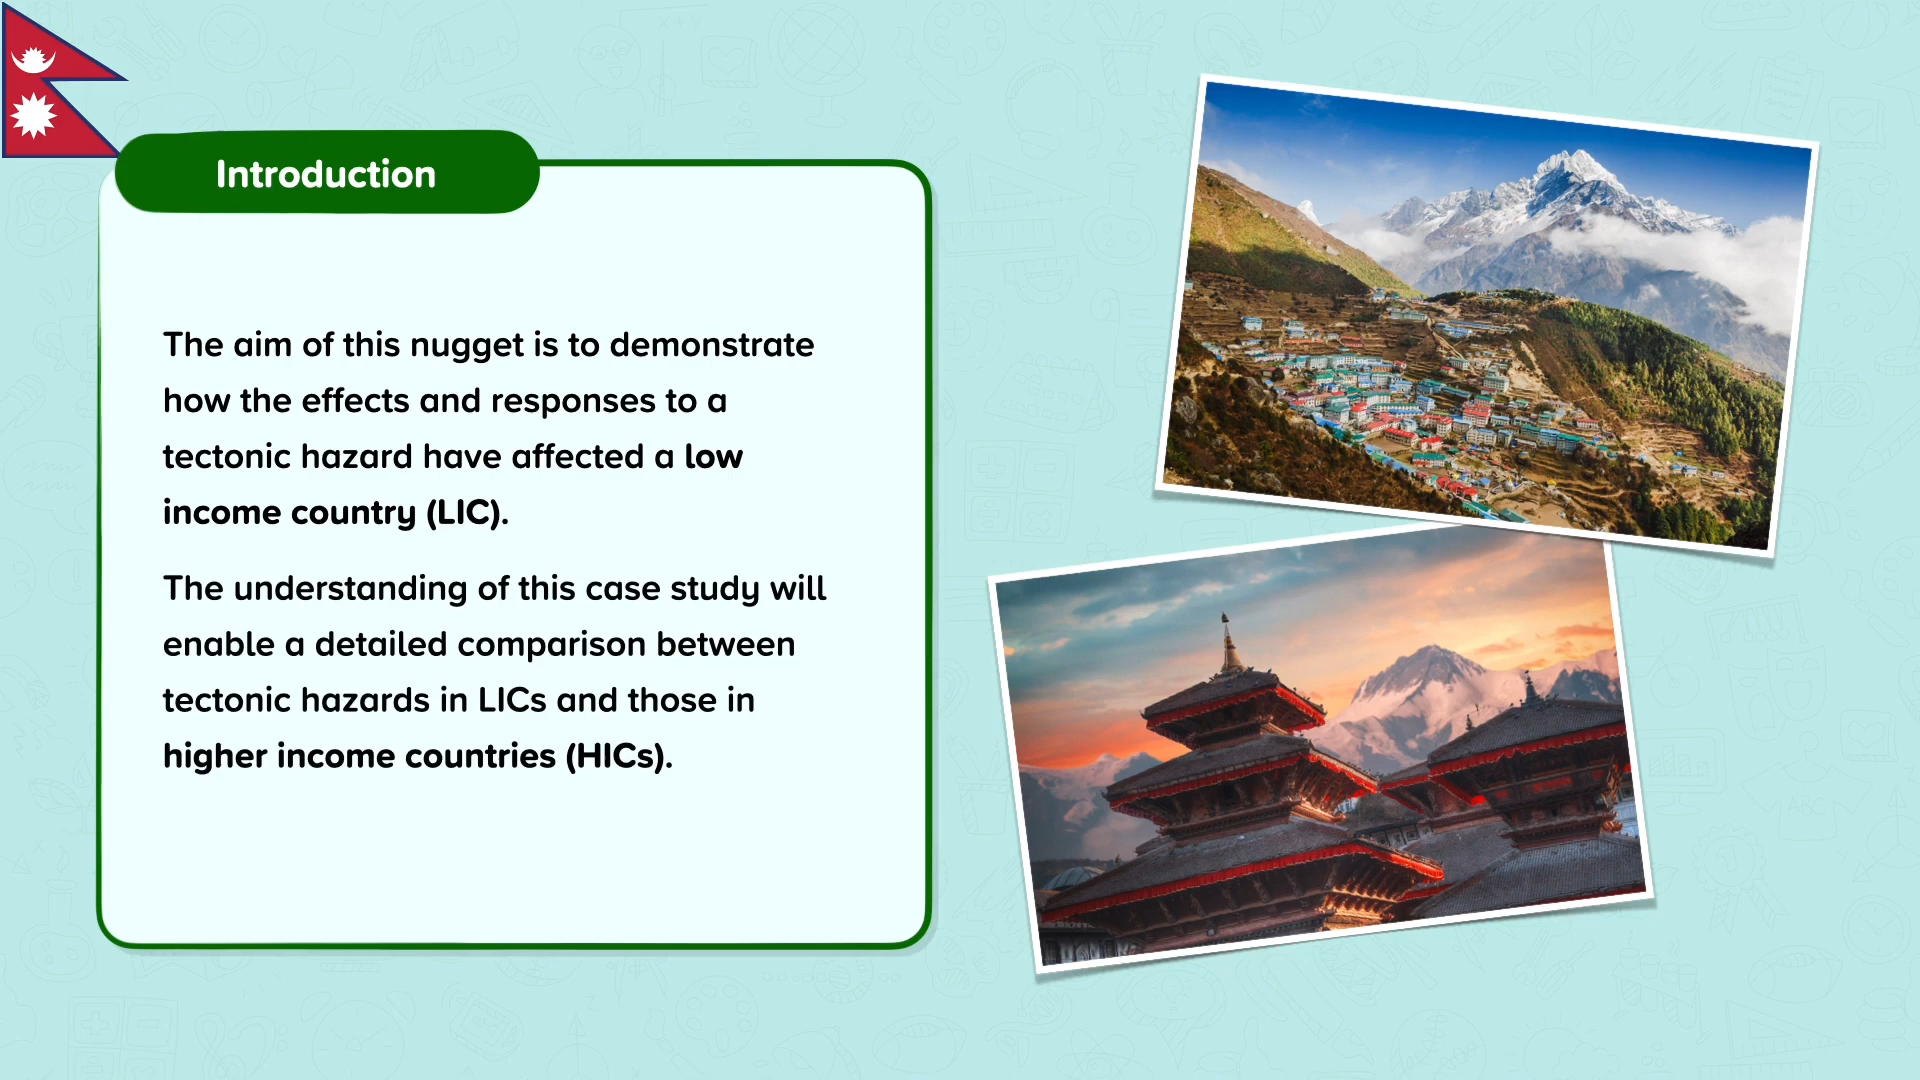 Introduction
The aim of this nugget is to demonstrate
how the effects and responses to a
tectonic hazard have affected a low
income country (LIC).
The understanding of this case study will
enable a detailed comparison between
tectonic hazards in LICs and those in
higher income countries (HICs).